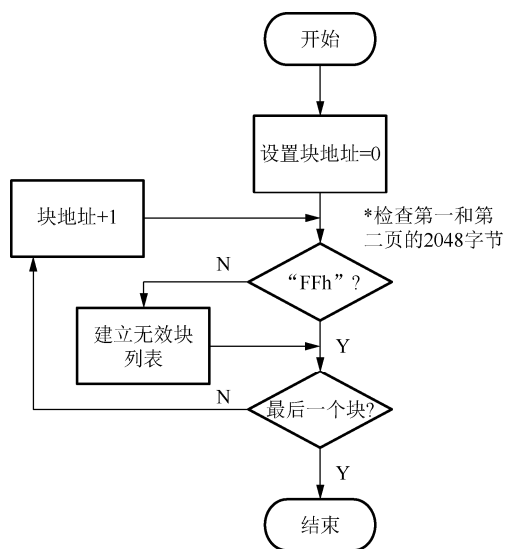 开始
设置块地址=0
块地址+1
*检查第一和第
二页的2048字节
N
“FFh”?
建立无效块
列表
Y
N
最后一个块?
Y
结束